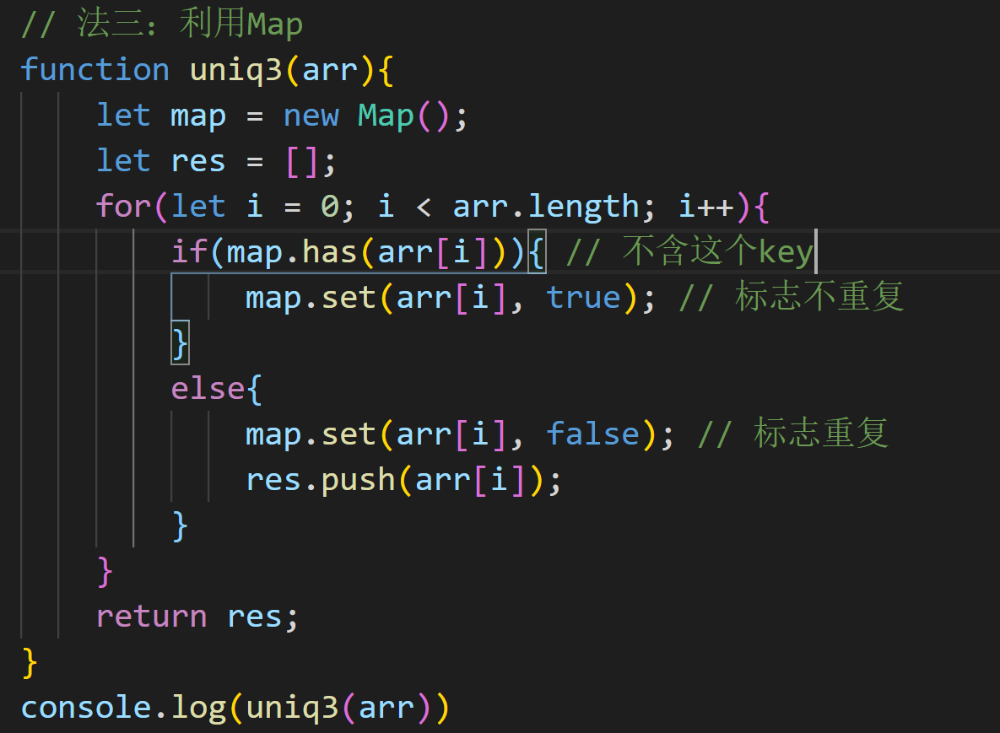 // 法三：利用Map
function uniq3(arr){
    let map = new Map();
    let res = [];
    for(let i = 0; i < arr.length; i++){
        if(map.has(arr[i])){ // 不含这个key
            map.set(arr[i], true); // 标志不重复
        }
        else{
            map.set(arr[i], false); // 标志重复
            res.push(arr[i]);
        }
    }
    return res;
}
console.log(uniq3(arr))